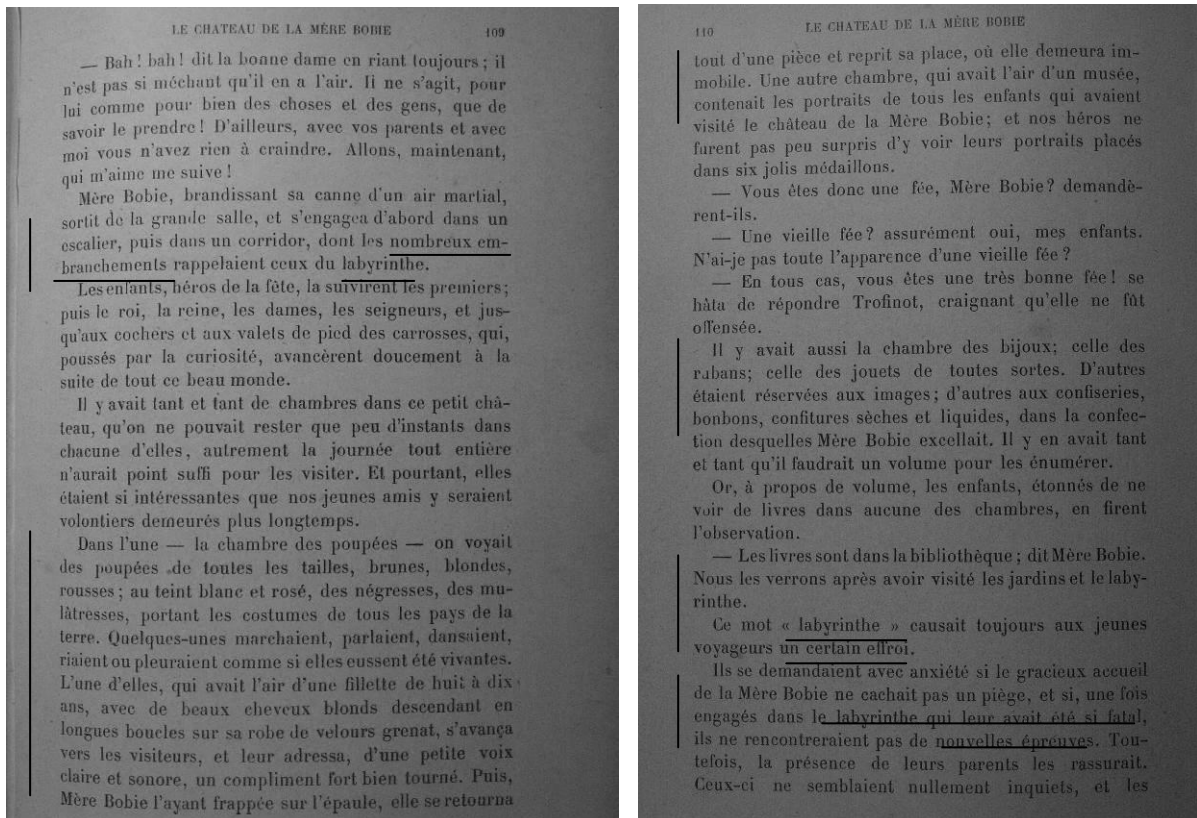 LE CHATEAU DE LA MÈRE BOBIE 109
— Bah! bah! dit la bonne dame en riant toujours; il
n'est pas si méchant qu'il en a l'air. Il ne s'agit, pour
lui comme pour bien des choses et des gens, que de
savoir le prendre! D'ailleurs, avec vos parents et avec
moi vous n'avez rien à craindre. Allons, maintenant,
qui m'aime me suive!
Mère Bobie, brandissant sa canne d'un air martial,
sortit de la grande salle, et s'engagea d'abord dans un
escalier, puis dans un corridor, dont les nombreux em-
branchements rappelaient ceux du labyrinthe.
Les enfants, héros de la fête, la suivirent les premiers;
puis le roi, la reine, les dames, les seigneurs, et jus-
qu'aux cochers et aux valets de pied des carrosses, qui,
poussés par la curiosité, avancèrent doucement à la
suite de tout ce beau monde.
Il y avait tant et tant de chambres dans ce petit châ-
teau, qu'on ne pouvait rester que peu d'instants dans
chacune d'elles, autrement la journée tout entière
n'aurait point suffi pour les visiter. Et pourtant, elles
étaient si intéressantes que nos jeunes amis y seraient
volontiers demeurés plus longtemps.
Dans l'une — la chambre des poupées — on voyait
des poupées de toutes les tailles, brunes, blondes,
rousses; au teint blanc et rosé, des négresses, des mu-
lâtresses, portant les costumes de tous les pays de la
terre. Quelques-unes marchaient, parlaient, dansaient,
riaient ou pleuraient comme si elles eussent été vivantes.
L'une d'elles, qui avait l'air d'une fillette de huit à dix
ans, avec de beaux cheveux blonds descendant en
longues boucles sur sa robe de velours grenat, s'avança
vers les visiteurs, et leur adressa, d'une petite voix
claire et sonore, un compliment fort bien tourné. Puis,
Mère Bobie l'ayant frappée sur l'épaule, elle se retourna
110 LE CHATEAU DE LA MÈRE BOBIE
tout d'une pièce et reprit sa place, où elle demeura im-
mobile. Une autre chambre, qui avait l'air d'un musée,
contenait les portraits de tous les enfants qui avaient
visité le château de la Mère Bobie; et nos héros ne
furent pas peu surpris d'y voir leurs portraits placés
dans six jolis médaillons.
— Vous êtes donc une fée, Mère Bobie? demandè-
rent-ils.
— Une vieille fée? assurément oui, mes enfants.
N'ai-je pas toute l'apparence d'une vieille fée?
— En tous cas, vous êtes une très bonne fée! se
hâta de répondre Trofinot, craignant qu'elle ne fût
offensée.
Il y avait aussi la chambre des bijoux; celle des
rubans; celle des jouets de toutes sortes. D'autres
étaient réservées aux images; d'autres aux confiseries,
bonbons, confitures sèches et liquides, dans la confec-
tion desquelles Mère Bobie excellait. Il y en avait tant
et tant qu'il faudrait un volume pour les énumérer.
Or, à propos de volume, les enfants, étonnés de ne
voir de livres dans aucune des chambres, en firent
l'observation.
— Les livres sont dans la bibliothèque; dit Mère Bobie.
Nous les verrons après avoir visité les jardins et le laby-
rinthe.
Ce mot « labyrinthe » causait toujours aux jeunes
voyageurs un certain effroi.
Ils se demandaient avec anxiété si le gracieux accueil
de la Mère Bobie ne cachait pas un piège, et si, une fois
engagés dans le labyrinthe qui leur avait été si fatal,
ils ne rencontreraient pas de nouvelles épreuves. Tou-
tefois, la présence de leurs parents les rassurait.
Ceux-ci ne semblaient nullement inquiets, et les